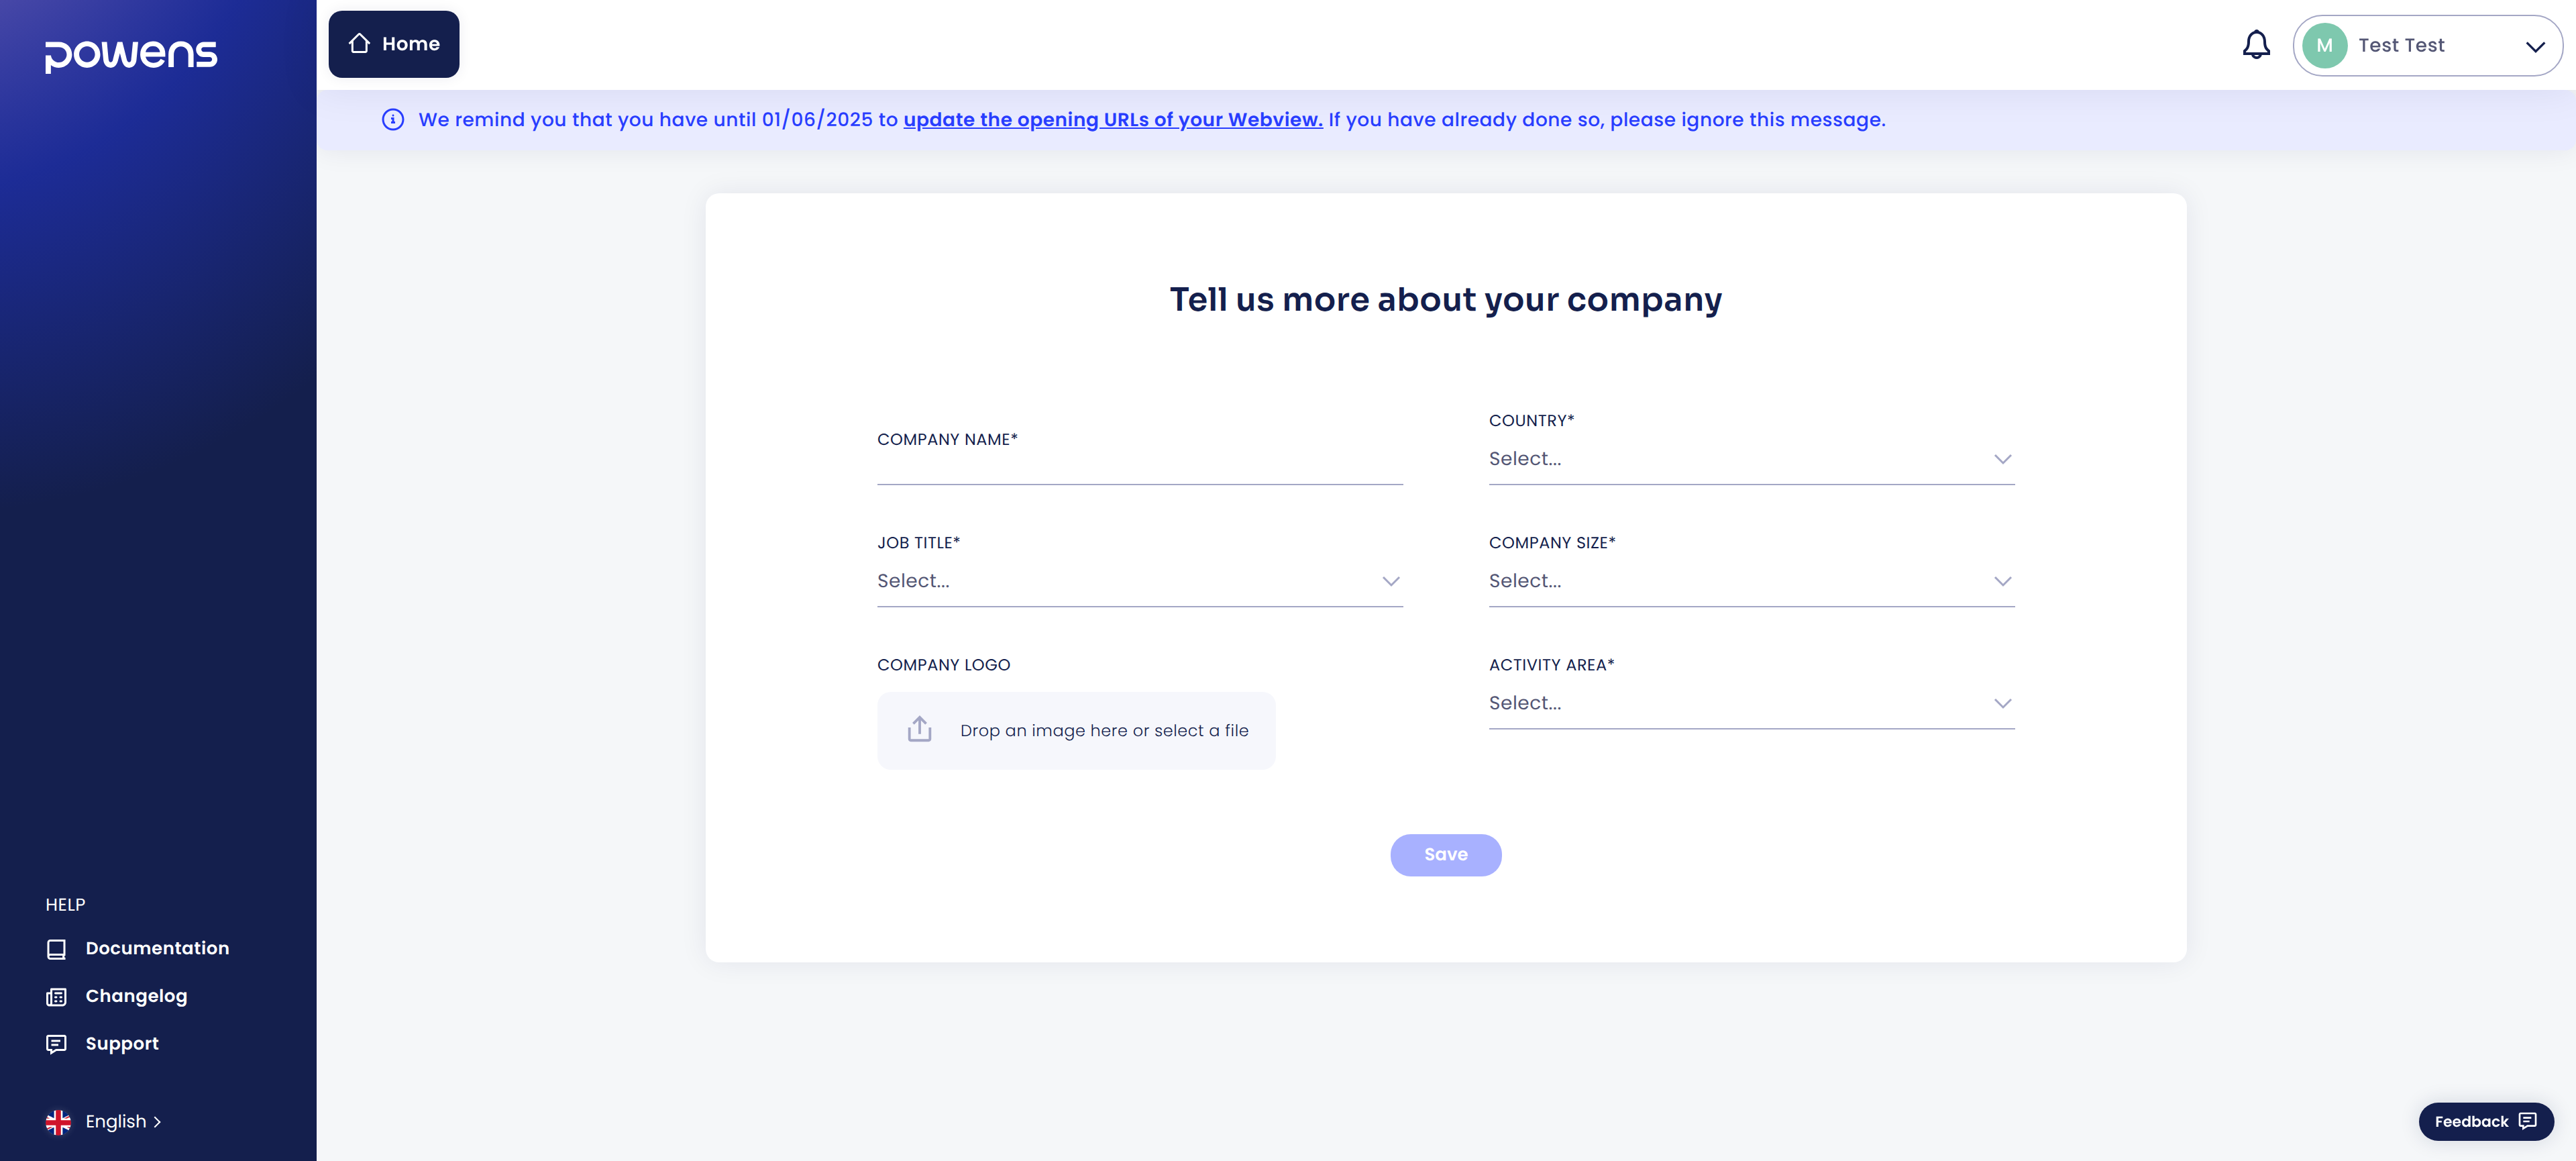 powens
Home
M
Test Test
We remind you that you have until 01/06/2025 to update the opening URLs of your Webview. If you have already done so, please ignore this message.
Tell us more about your company
COMPANY NAME*
COUNTRY*
Select...
JOB TITLE*
Select...
COMPANY SIZE*
Select...
COMPANY LOGO
Drop an image here or select a file
ACTIVITY AREA*
Select...
Save
HELP
Documentation
Changelog
Support
English
Feedback